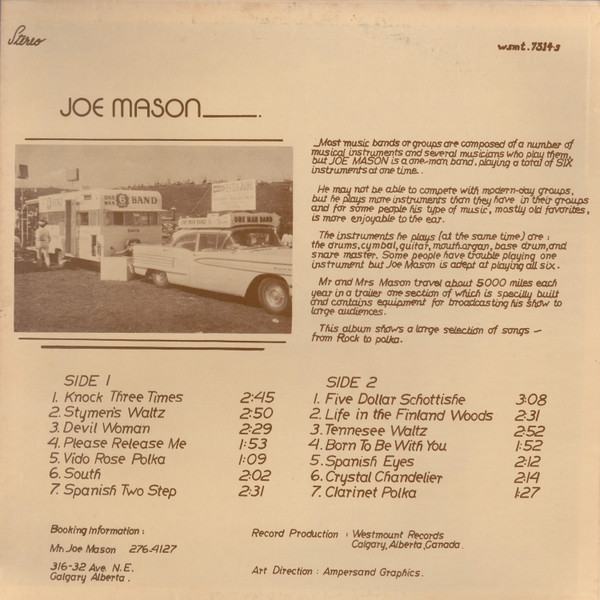 Stereo
wsmt.7314-s
JOE MASON
Most music bands or groups are composed of a number of
musical instruments and several musicians who play them,
but JOE MASON is a one-man band, playing a total of SIX
instruments at one time..
He may not be able to compete with modern-day groups,
but he plays more instruments than they have in their groups
and for some people his type of music, mostly old favorites,
is more enjoyable to the ear.
The instruments he plays (at the same time) are:
the drums, cymbal, guitar, mouth organ, base drum, and
snare master. Some people have trouble playing one
instrument but Joe Mason is adept at playing all six.
Mr and Mrs Mason travel about 5000 miles each
year in a trailer one section of which is specilly built
and contains equipment for broadcasting his show to
large audiences.
This album shows a large selection of songs –
from Rock to polka.
ONE MAN 6 BAND
ONE MAN BAND
SIDE 1
1. Knock Three Times 2:45
2. Stymen's Waltz 2:50
3. Devil Woman 2:29
4. Please Release Me 1:53
5. Vido Rose Polka 1:09
6. South 2:02
7. Spanish Two Step 2:31
SIDE 2
1. Five Dollar Schottishe 3:08
2. Life in the Finland Woods 2:31
3. Tennesee Waltz 2:52
4. Born To Be With You 1:52
5. Spanish Eyes 2:12
6. Crystal Chandelier 2:14
7. Clarinet Polka 1:27
Booking Information:
Mr. Joe Mason 276-4127
316-32 Ave. N.E.
Calgary Alberta.
Record Production : Westmount Records
Calgary, Alberta, Canada.
Art Direction : Ampersand Graphics.